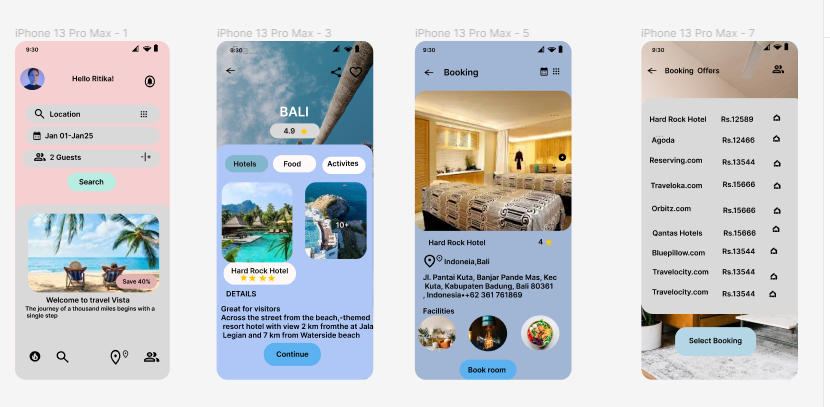 iPhone 13 Pro Max - 1
9:30
Hello Ritika!
Location
Jan 01-Jan25
2 Guests
Search
Save 40%
Welcome to travel Vista
The journey of a thousand miles begins with a
single step
iPhone 13 Pro Max - 3
9:30
BALI
4.9
Hotels
Food
Activites
10+
Hard Rock Hotel
DETAILS
Great for visitors
Across the street from the beach,-themed
resort hotel with view 2 km fromthe at Jala
Legian and 7 km from Waterside beach
Continue
iPhone 13 Pro Max - 5
9:30
Booking
Hard Rock Hotel
4
Indoneia,Bali
Jl. Pantai Kuta, Banjar Pande Mas, Kec
Kuta, Kabupaten Badung, Bali 80361
, Indonesia••+62 361 761869
Facilities
Book room
iPhone 13 Pro Max - 7
9:30
Booking Offers
Hard Rock Hotel Rs.12589
Agoda Rs.12466
Reserving.com Rs.13544
Traveloka.com Rs.15666
Orbitz.com Rs.15666
Qantas Hotels Rs.15666
Bluepillow.com Rs.13544
Travelocity.com Rs.13544
Travelocity.com Rs.13544
Select Booking